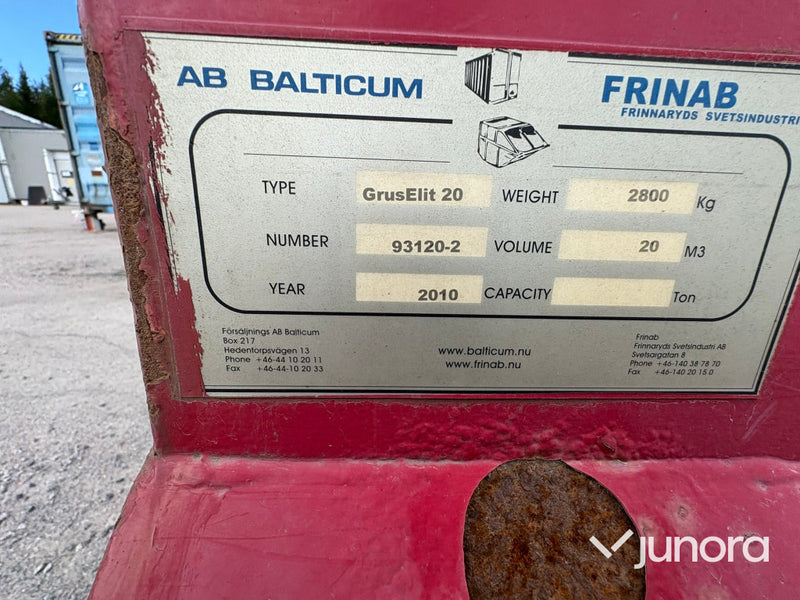 AB BALTICUM
FRINAB
FRINNARYDS SVETSINDUSTRI
TYPE GrusElit 20 WEIGHT 2800 Kg
NUMBER 93120-2 VOLUME 20 M3
YEAR 2010 CAPACITY Ton
Försäljnings AB Balticum
Box 217
Hedentorpsvägen 13
Phone +46-44 10 20 11
Fax +46-44-10 20 33
www.balticum.nu
www.frinab.nu
Frinab
Frinnaryds Svetsindustri AB
Svetsargatan 8
Phone +46-140 38 78 70
Fax +46-140 20 15 0
junora